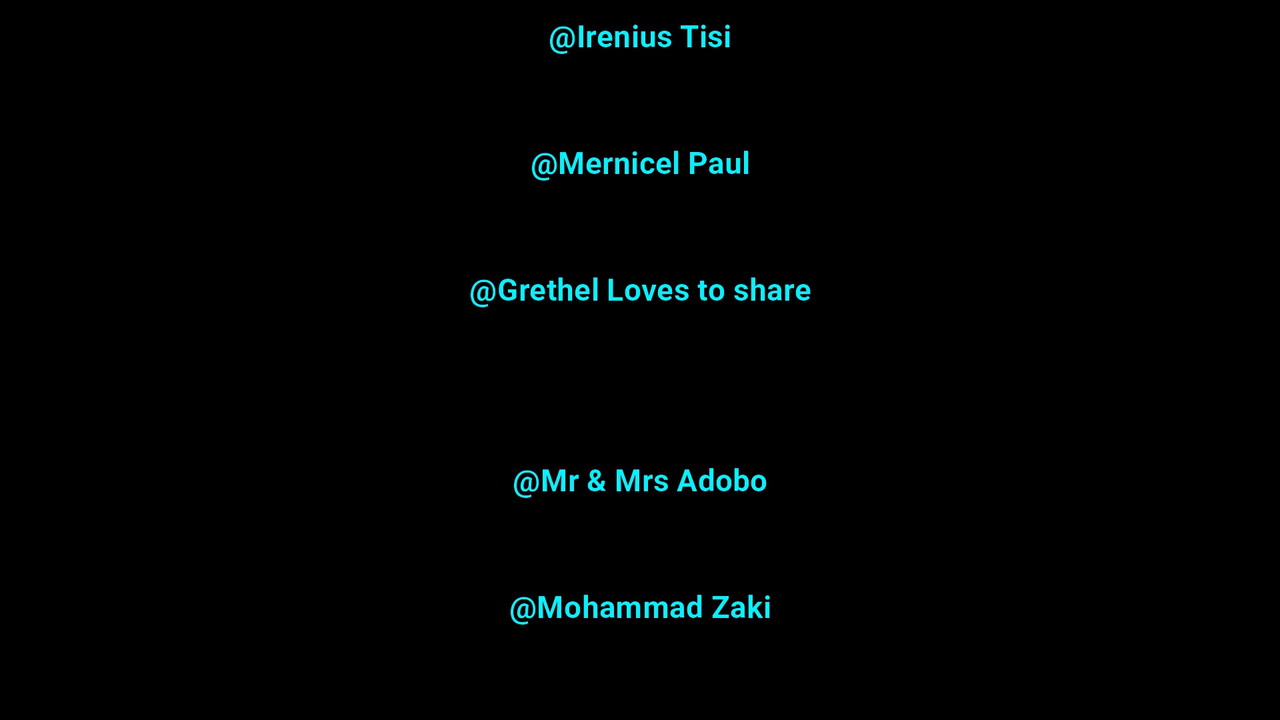 @Irenius Tisi
@Mernicel Paul
@Grethel Loves to share
@Mr & Mrs Adobo
@Mohammad Zaki